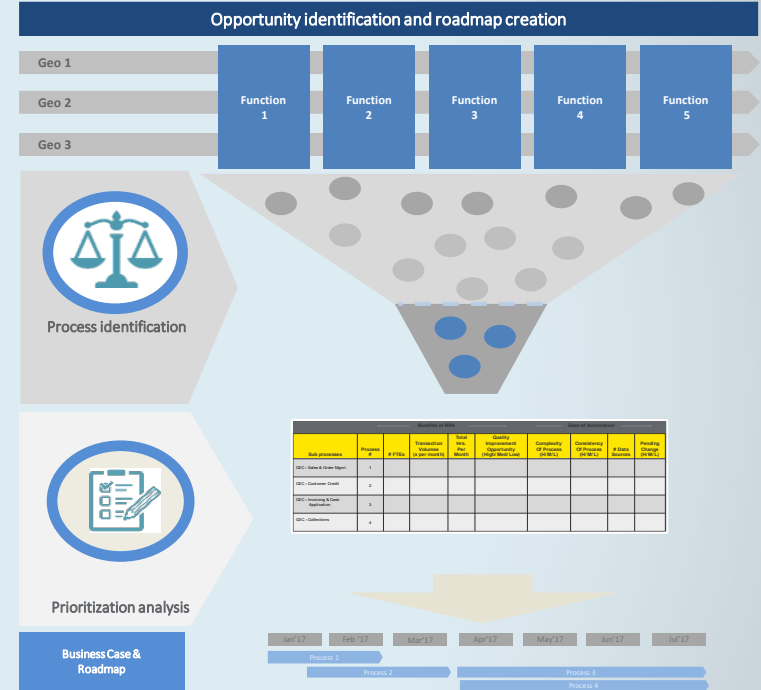 Opportunity identification and roadmap creation
Geo 1
Geo 2
Geo 3
Function
1
Function
2
Function
3
Function
4
Function
5
Process identification
Benefits of RPA
Ease of Automation
Sub processes
Process
#
# FTEs
Transaction
Volumes
(x per month)
Total
Hrs.
Per
Month
Quality
Improvement
Opportunity
(High/ Med/ Low)
Complexity
Of Process
(H/M/L)
Consistency
Of Process
(H/M/L)
# Data
Sources
Pending
Change
(H/M/L)
O2C – Sales & Order Mgmt.
1
O2C – Customer Credit
2
O2C – Invoicing & Cash
Application
3
O2C – Collections
4
Prioritization analysis
Business Case &
Roadmap
Jan'17
Feb '17
Mar'17
Apr'17
May'17
Jun'17
Jul'17
Process 1
Process 2
Process 3
Process 4